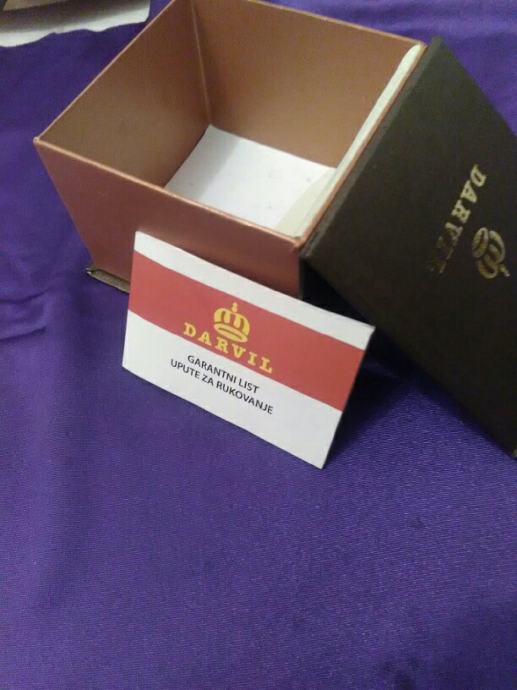 DARVIL
GARANTNI LIST
UPUTE ZA RUKOVANJE
DARVIL